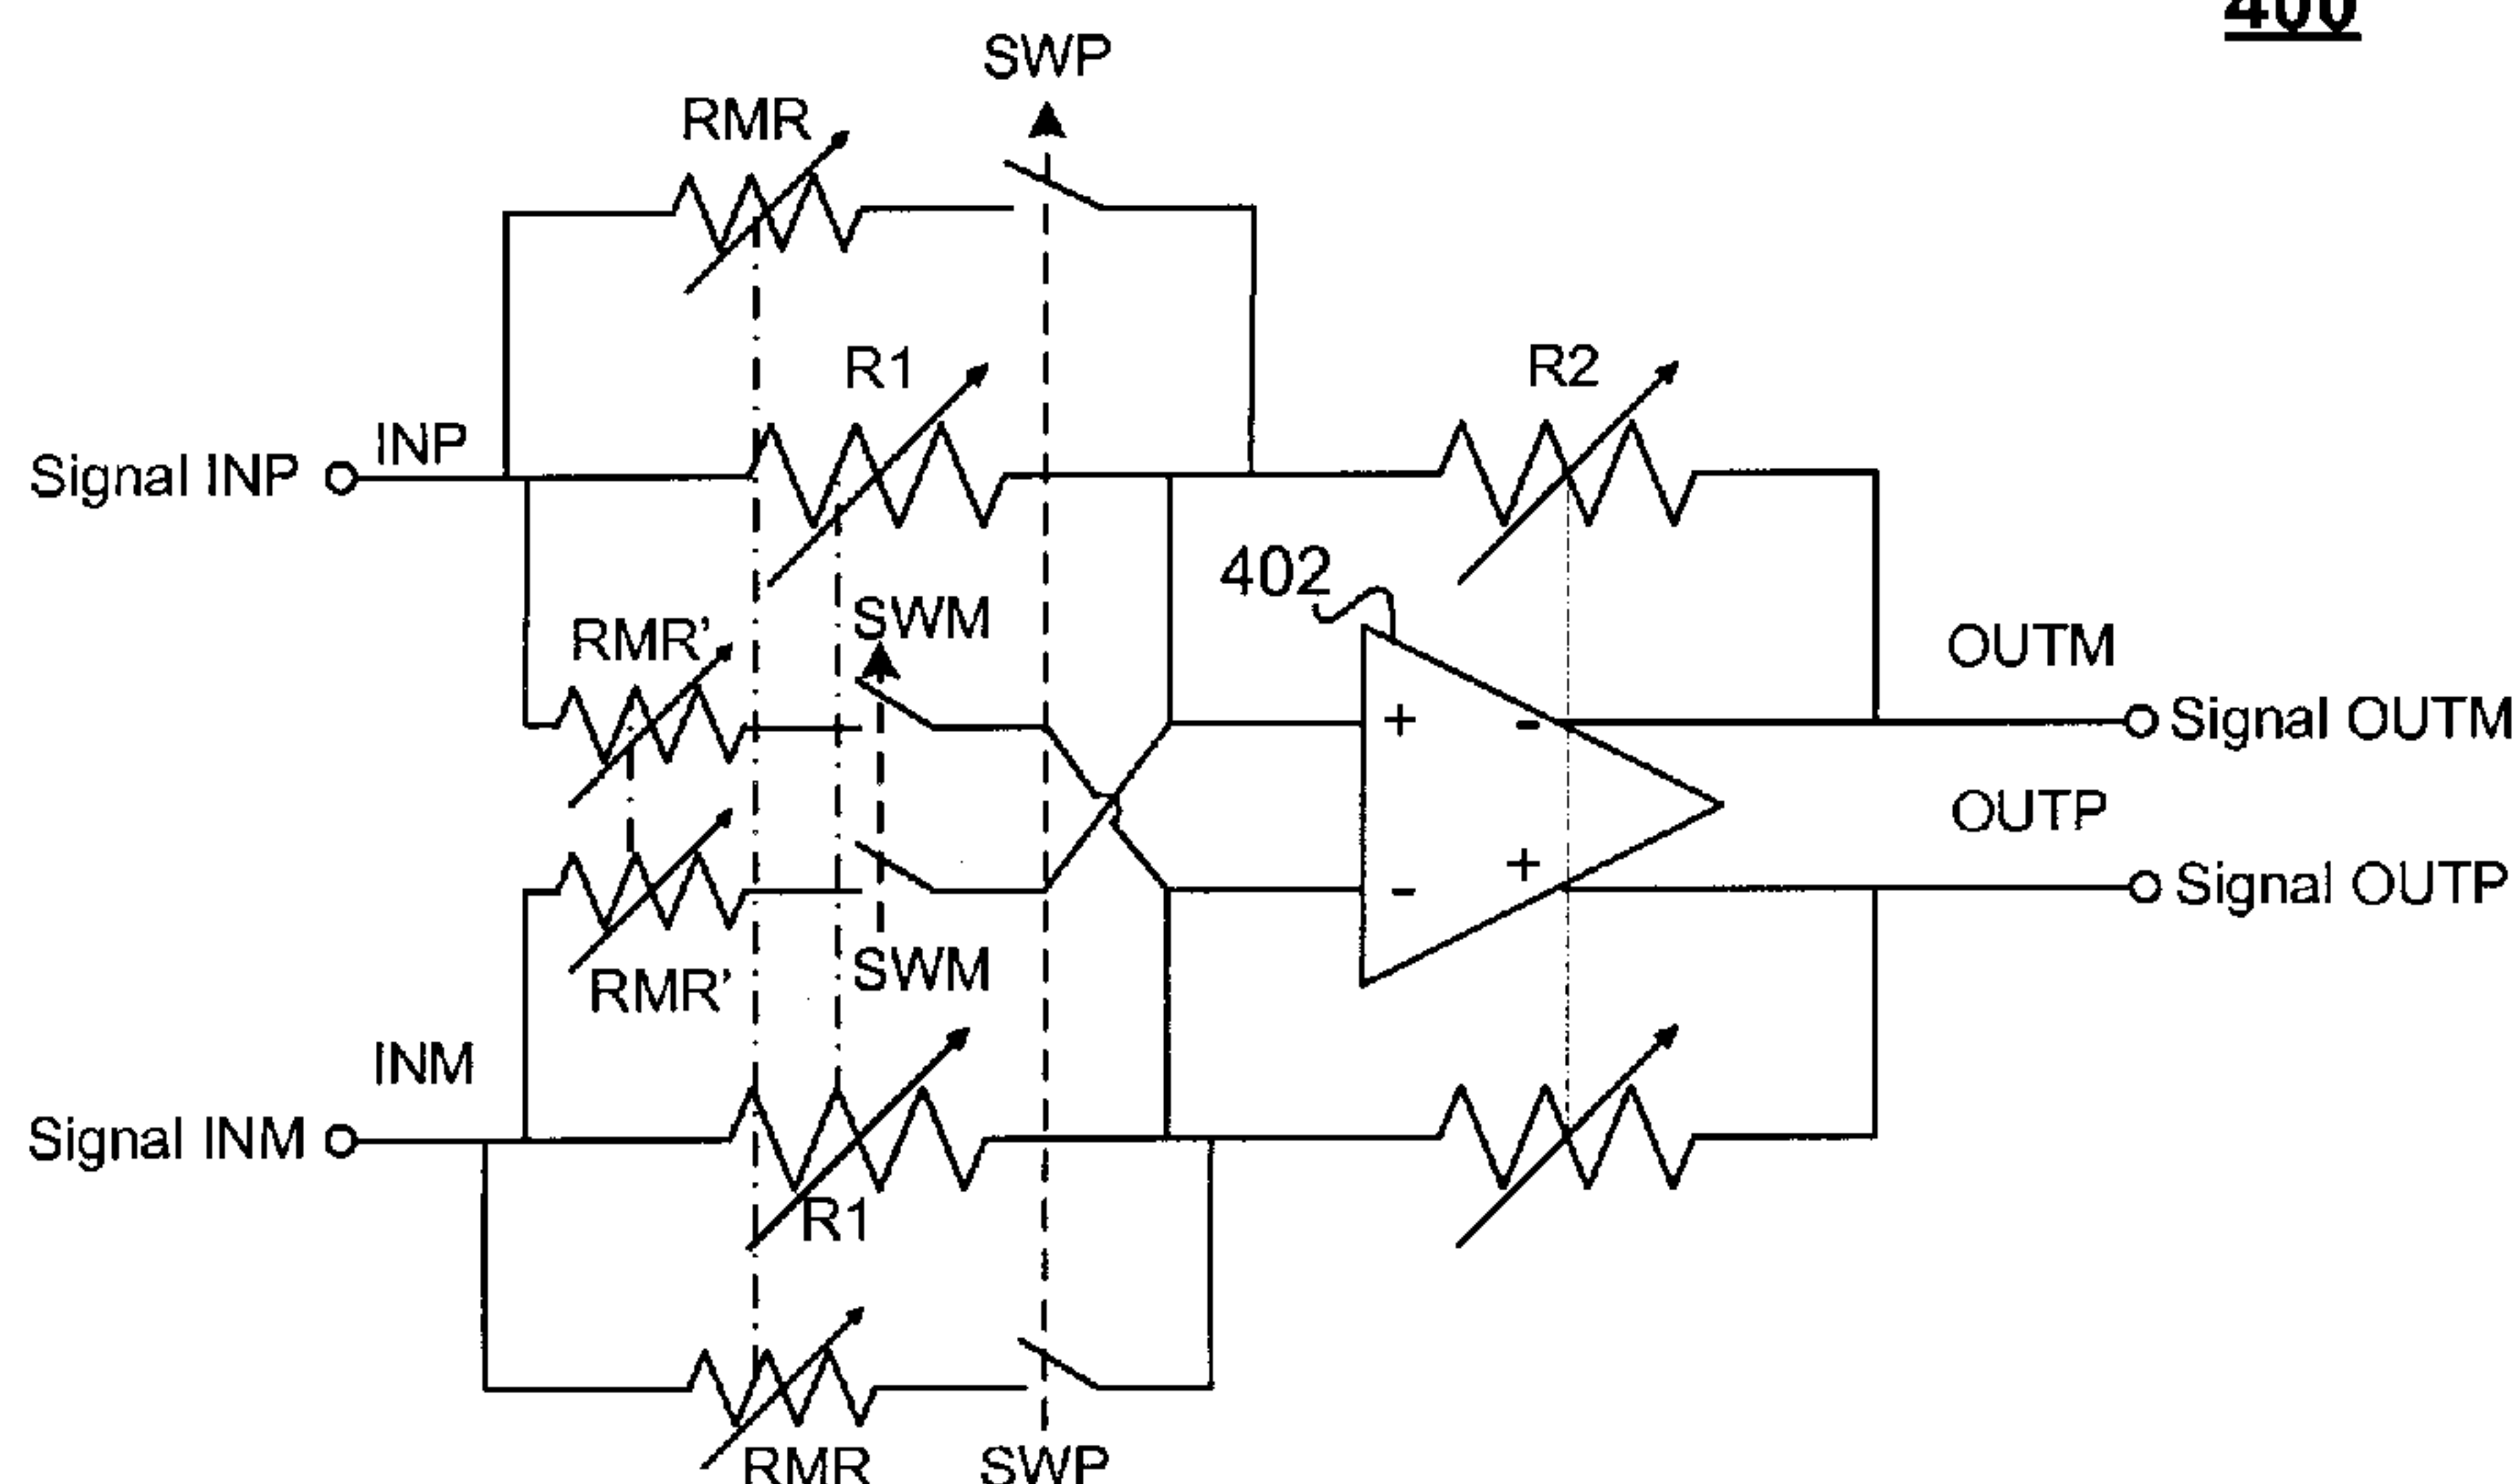 400
SWP
RMR
R1
R2
INP
Signal INP
402
SWM
RMR’
OUTM
+
-
Signal OUTM
OUTP
+
-
Signal OUTP
SWM
RMR’
INM
Signal INM
R1
RMR
SWP